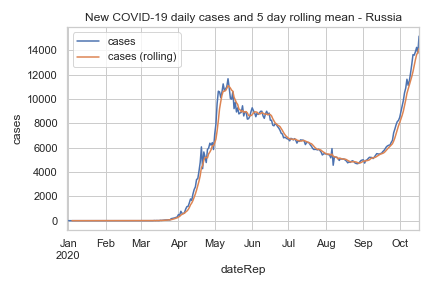 New COVID-19 daily cases and 5 day rolling mean - Russia
cases
cases (rolling)
cases
14000
12000
10000
8000
6000
4000
2000
0
Jan Feb Mar Apr May Jun Jul Aug Sep Oct
2020
dateRep